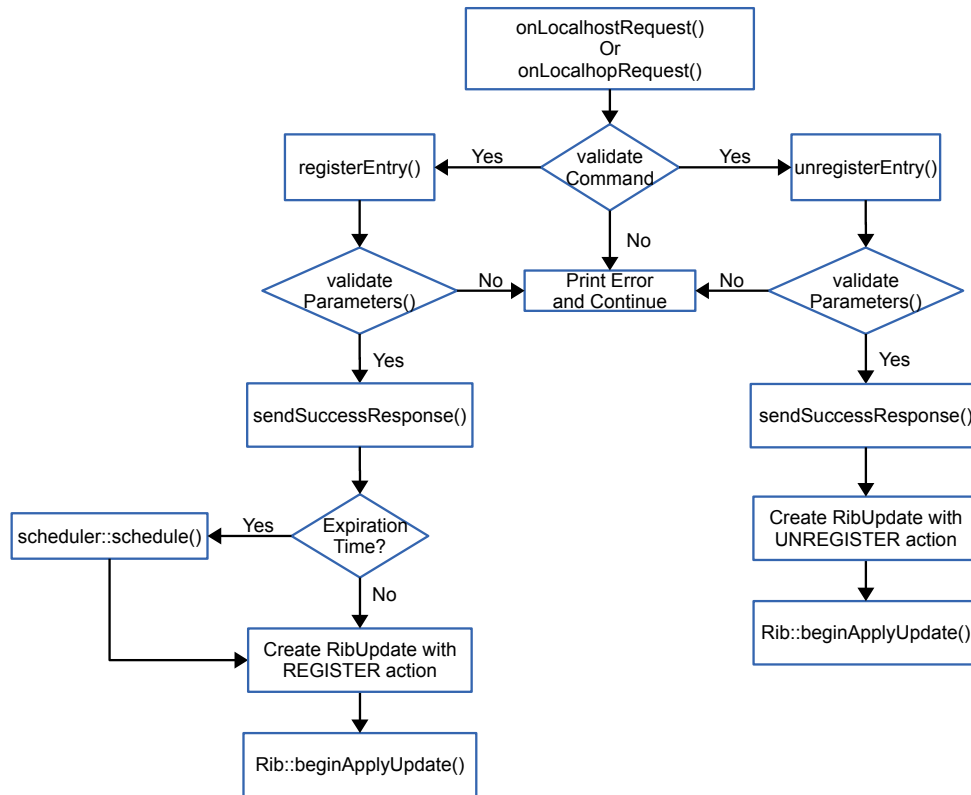 onLocalhostRequest()
Or
onLocalhopRequest()
validate
Command
Yes
Yes
registerEntry()
unregisterEntry()
No
validate
Parameters()
No
Print Error
and Continue
No
validate
Parameters()
Yes
Yes
sendSuccessResponse()
sendSuccessResponse()
Expiration
Time?
Yes
scheduler::schedule()
Create RibUpdate with
UNREGISTER action
No
Create RibUpdate with
REGISTER action
Rib::beginApplyUpdate()
Rib::beginApplyUpdate()